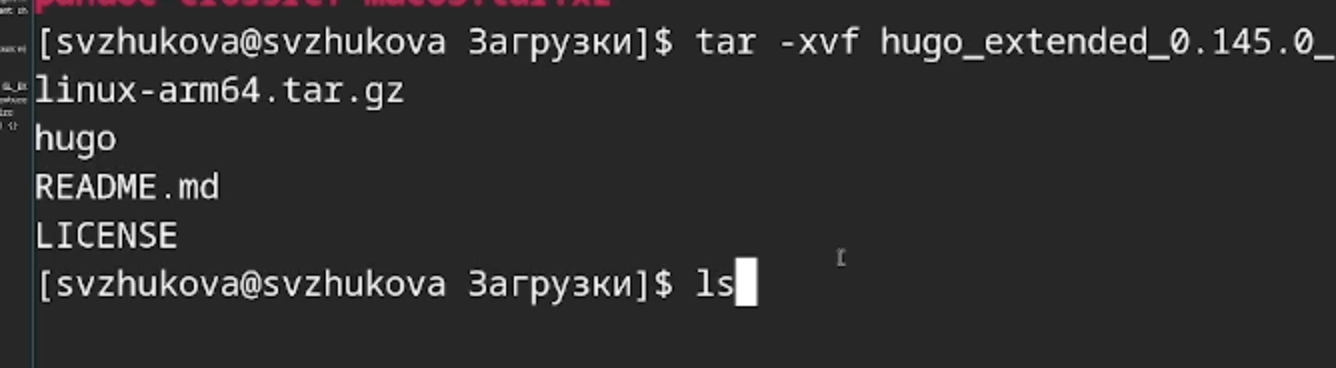 [svzhukova@svzhukova Загрузки]$ tar -xvf hugo_extended_0.145.0_
linux-arm64.tar.gz
hugo
README.md
LICENSE
[svzhukova@svzhukova Загрузки]$ ls